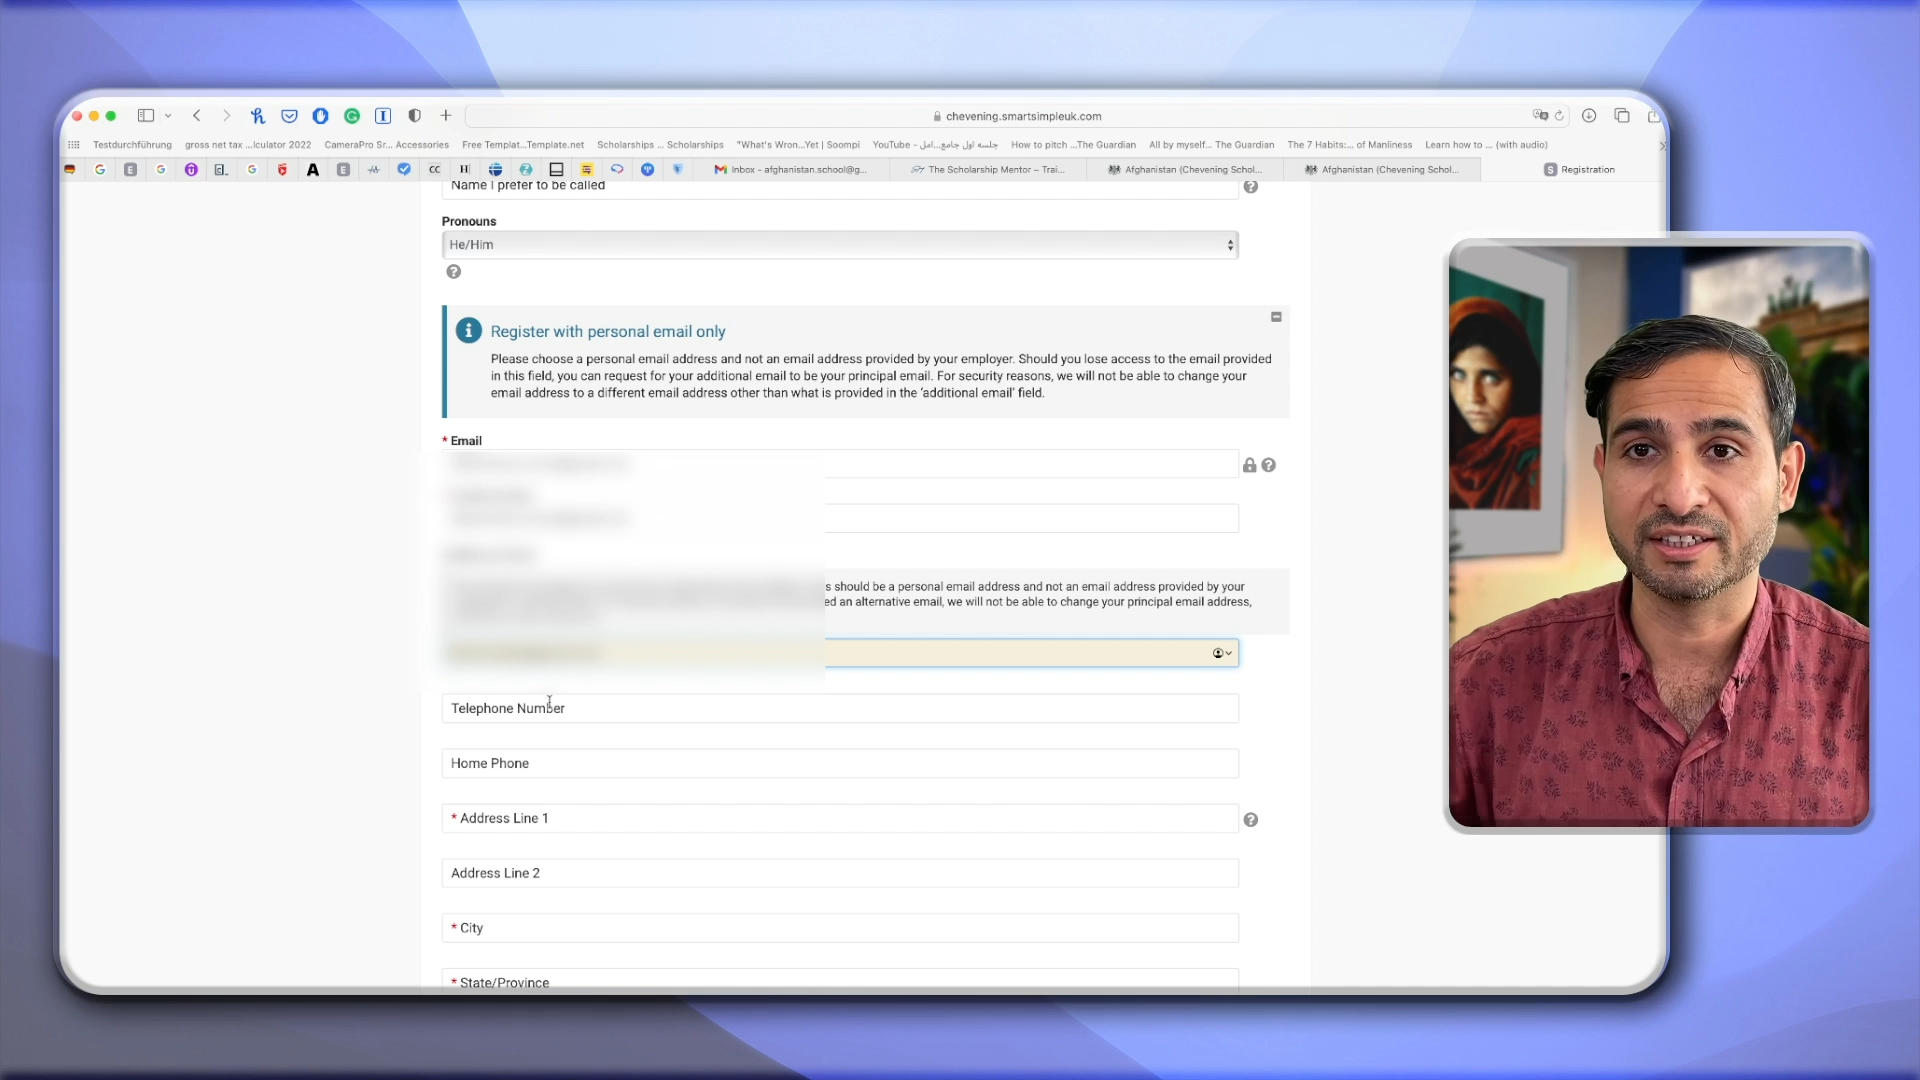 chevening.smartsimpleuk.com
Testdurchführung
gross net tax ...lculator 2022
CameraPro Sr... Accessories
Free Templat...Template.net
Scholarships ... Scholarships
"What's Wron...Yet | Soompi
YouTube - جلسه اول جامع...امل
How to pitch ...The Guardian
All by myself... The Guardian
The 7 Habits:... of Manliness
Learn how to ... (with audio)
Inbox - afghanistan.school@g...
The Scholarship Mentor – Trai...
Afghanistan (Chevening Schol...
Afghanistan (Chevening Schol...
S Registration
Name I prefer to be called
Pronouns
He/Him
Register with personal email only
Please choose a personal email address and not an email address provided by your employer. Should you lose access to the email provided
in this field, you can request for your additional email to be your principal email. For security reasons, we will not be able to change your
email address to a different email address other than what is provided in the 'additional email' field.
* Email
should be a personal email address and not an email address provided by your
an alternative email, we will not be able to change your principal email address,
Telephone Number
Home Phone
* Address Line 1
Address Line 2
* City
* State/Province